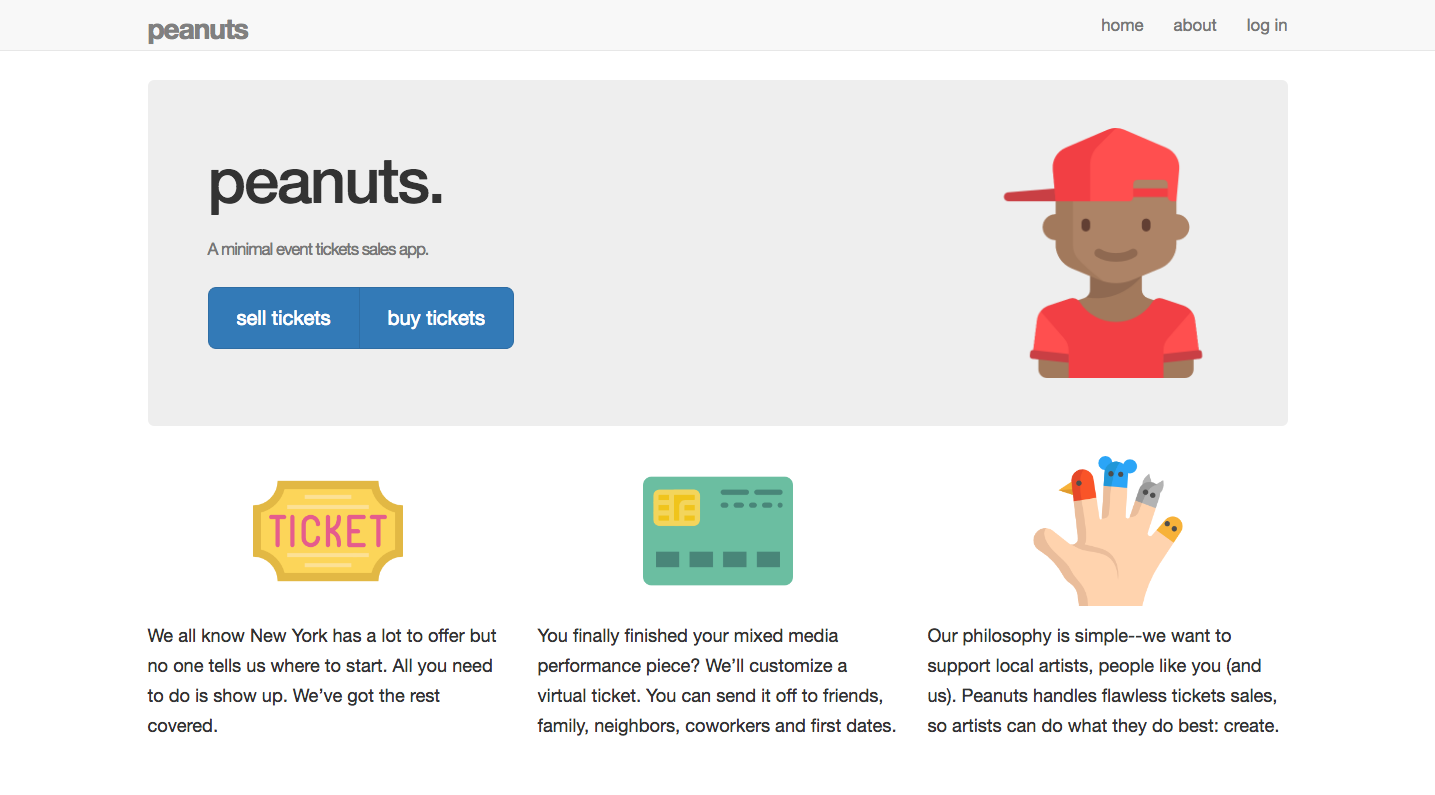 peanuts
home about log in
peanuts.
A minimal event tickets sales app.
sell tickets buy tickets
TICKET
We all know New York has a lot to offer but
no one tells us where to start. All you need
to do is show up. We’ve got the rest
covered.
You finally finished your mixed media
performance piece? We’ll customize a
virtual ticket. You can send it off to friends,
family, neighbors, coworkers and first dates.
Our philosophy is simple--we want to
support local artists, people like you (and
us). Peanuts handles flawless tickets sales,
so artists can do what they do best: create.